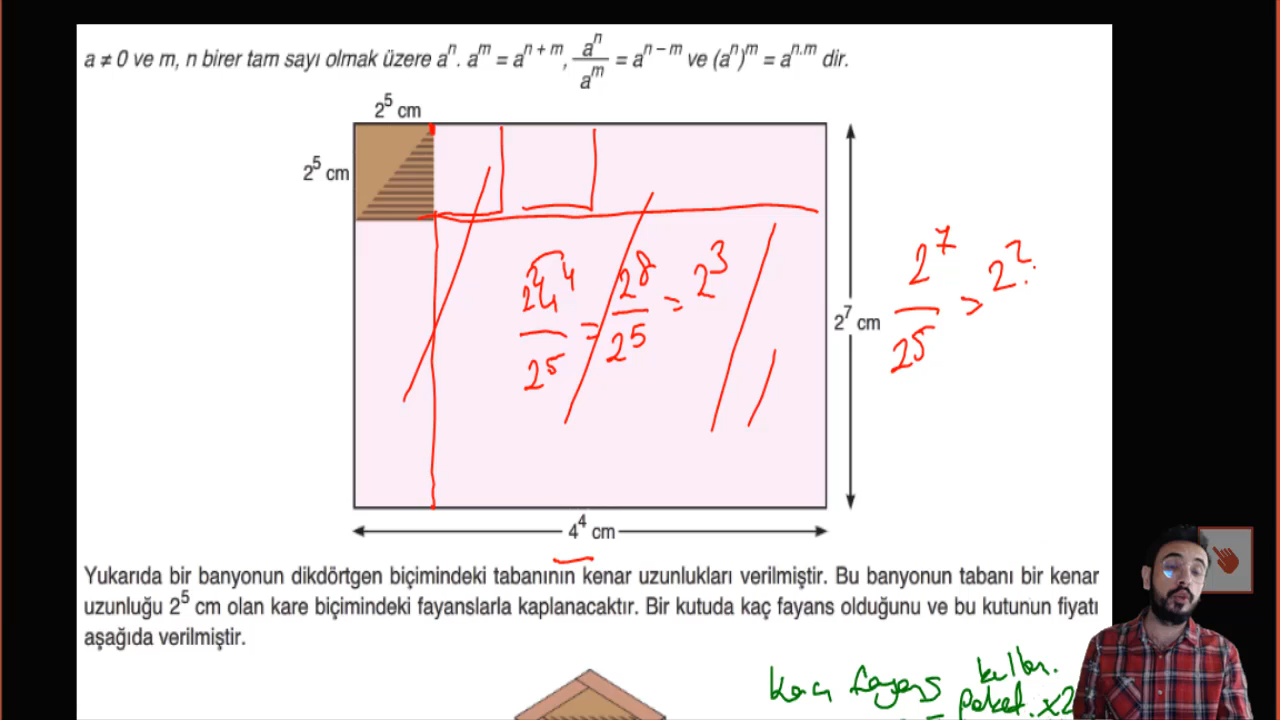 a ≠ 0 ve m, n birer tam sayı olmak üzere aⁿ. aᵐ = aⁿ⁺ᵐ, aⁿ/aᵐ = aⁿ⁻ᵐ ve (aⁿ)ᵐ = aⁿ·ᵐ dir.
2⁵ cm
2⁵ cm
2⁸/2⁵ = 2³
2⁷/2⁵ = 2²
2⁷ cm
4⁴ cm
Yukarıda bir banyonun dikdörtgen biçimindeki tabanının kenar uzunlukları verilmiştir. Bu banyonun tabanı bir kenar
uzunluğu 2⁵ cm olan kare biçimindeki fayanslarla kaplanacaktır. Bir kutuda kaç fayans olduğunu ve bu kutunun fiyatı
aşağıda verilmiştir.
Kaç fayans kullan.
= paket. x2